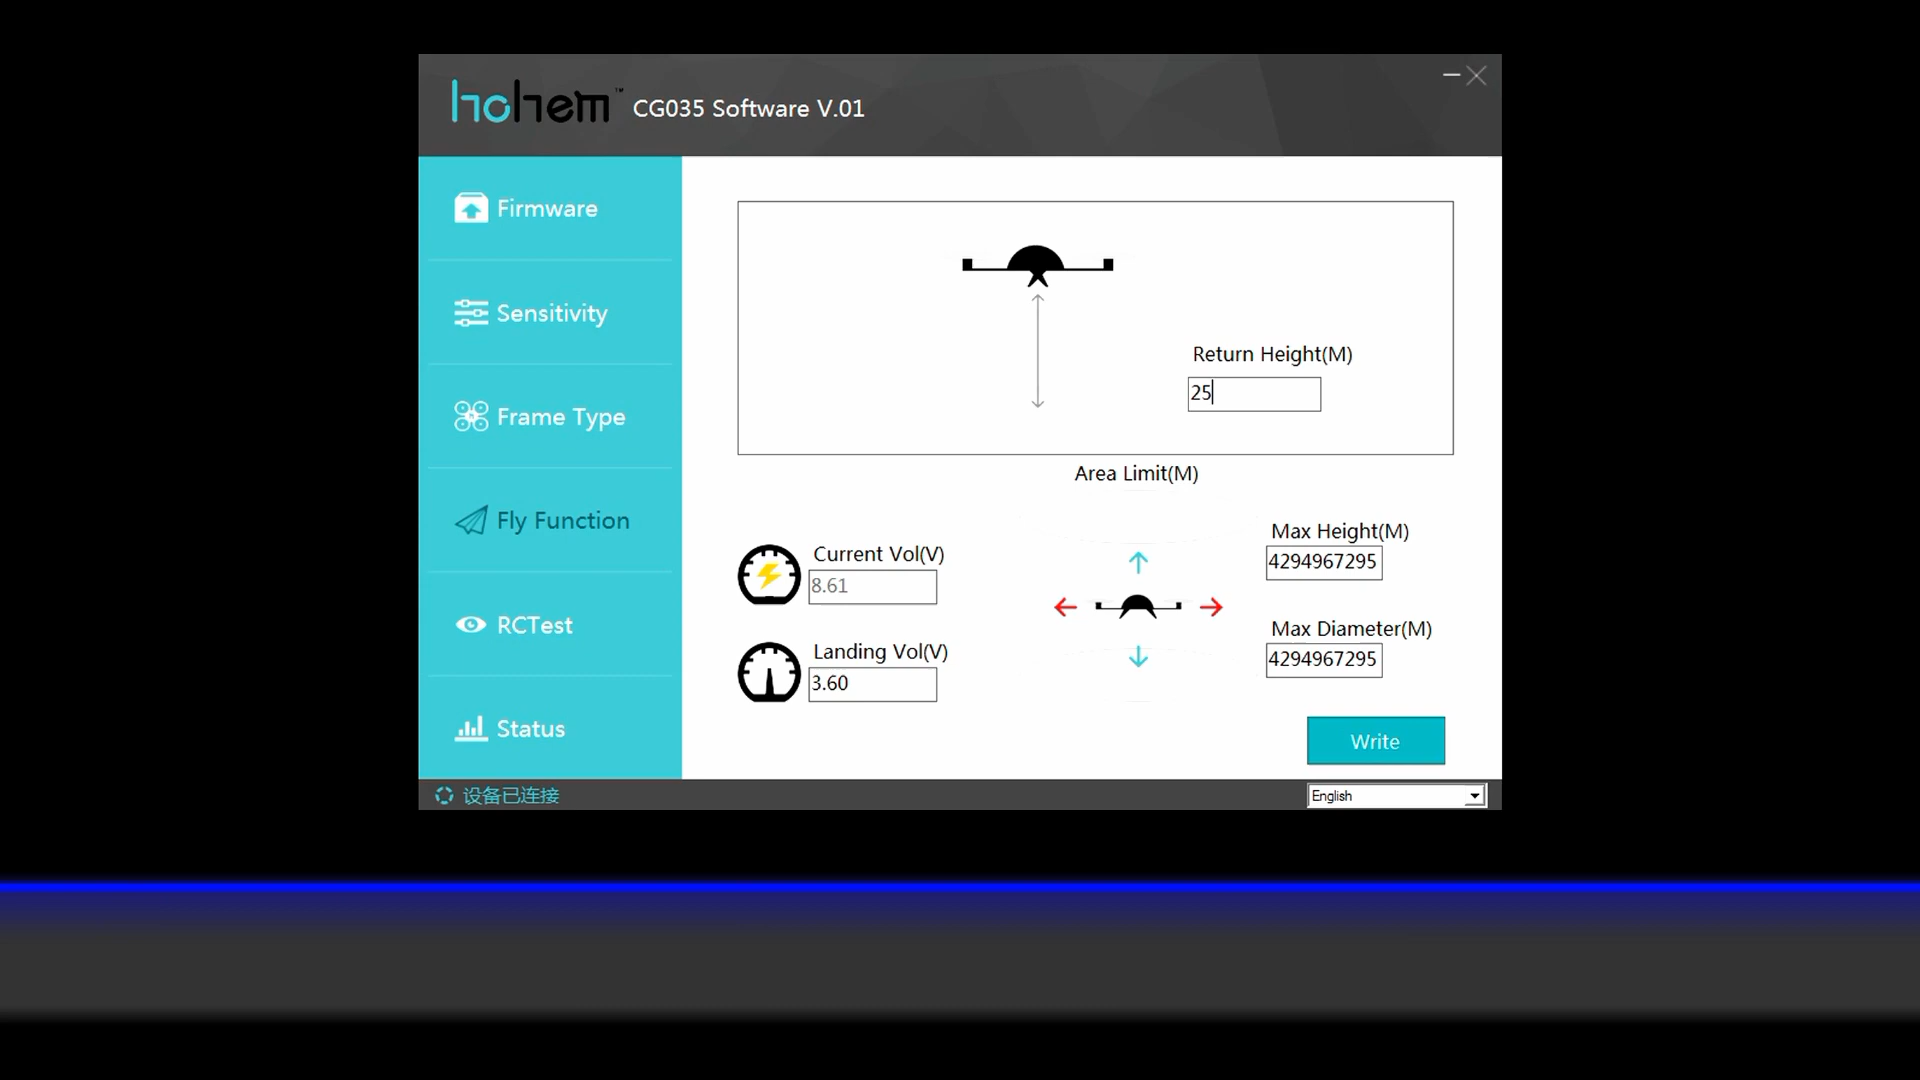 hohem™ CG035 Software V.01
Firmware
Sensitivity
Frame Type
Fly Function
RCTest
Status
Return Height(M)
25
Area Limit(M)
Current Vol(V)
8.61
Landing Vol(V)
3.60
Max Height(M)
4294967295
Max Diameter(M)
4294967295
Write
设备已连接
English